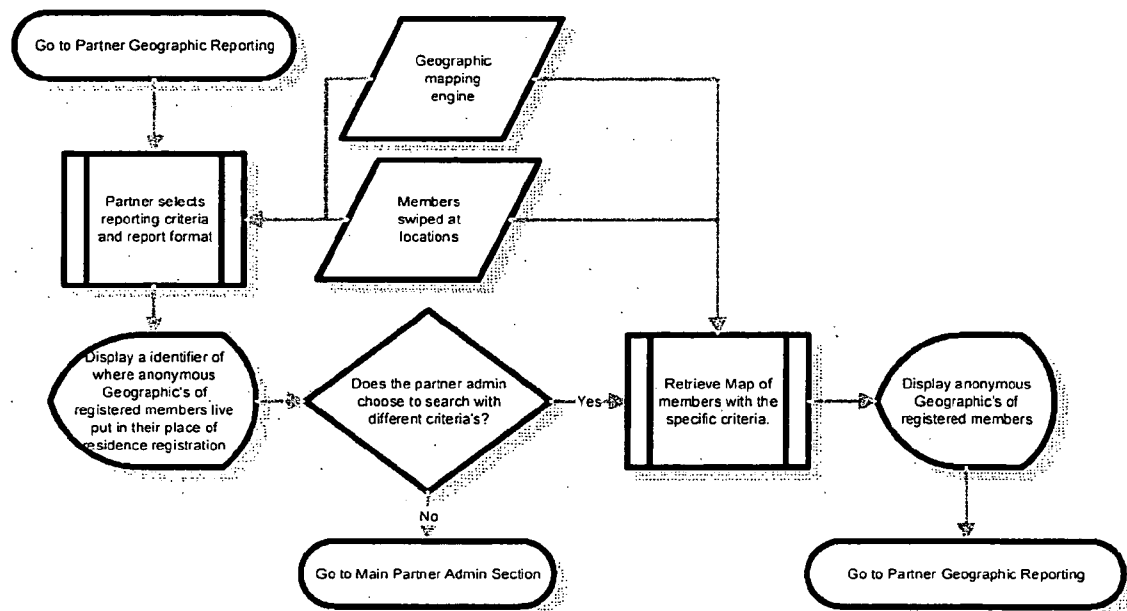 Go to Partner Geographic Reporting
Geographic
mapping
engine
Partner selects
reporting criteria
and report format
Members
swiped at
locations
Display a identifier of
where anonymous
Geographic's of
registered members live
put in their place of
residence registration
Does the partner admin
choose to search with
different criteria's?
Yes
Retrieve Map of
members with the
specific criteria.
Display anonymous
Geographic's of
registered members
No
Go to Main Partner Admin Section
Go to Partner Geographic Reporting